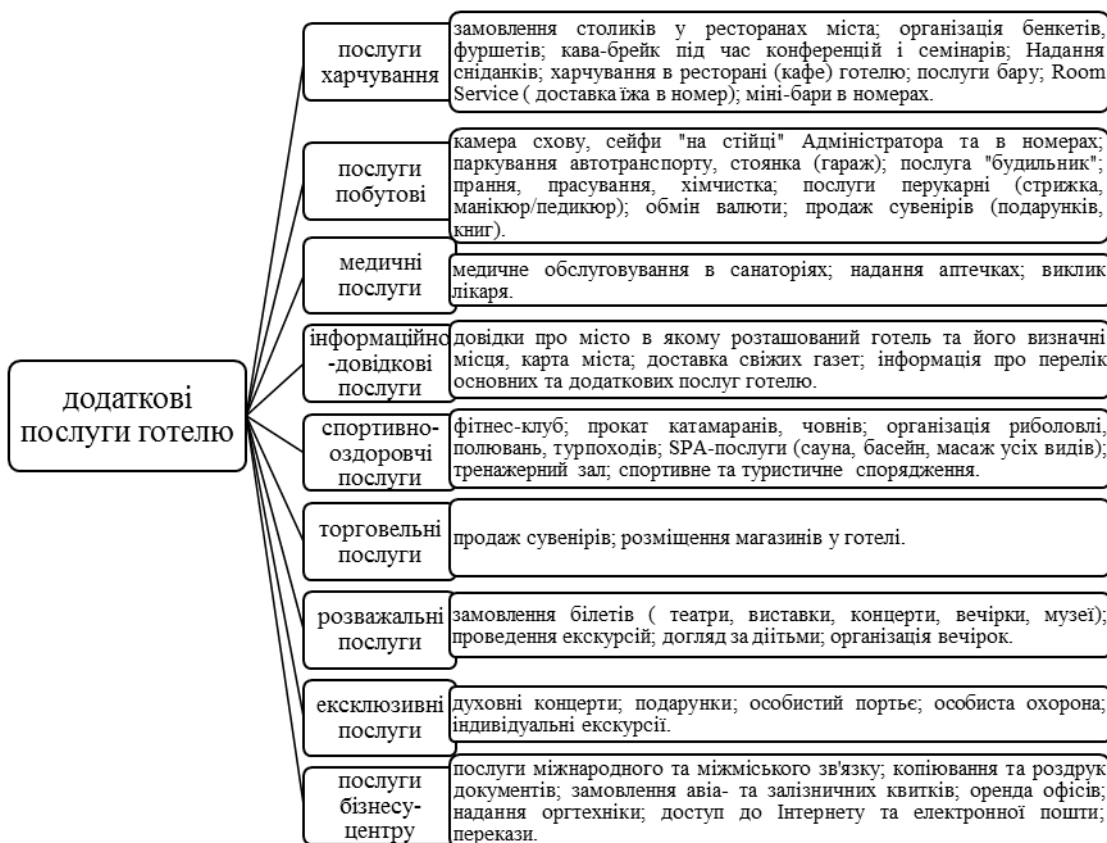 додаткові
послуги готелю
послуги
харчування
замовлення столиків у ресторанах міста; організація бенкетів,
фуршетів; кава-брейк під час конференцій і семінарів; Надання
сніданків; харчування в ресторані (кафе) готелю; послуги бару; Room
Service ( доставка їжа в номер); міні-бари в номерах.
послуги
побутові
камера схову, сейфи "на стійці" Адміністратора та в номерах;
паркування автотранспорту, стоянка (гараж); послуга "будильник";
прання, прасування, хімчистка; послуги перукарні (стрижка,
манікюр/педикюр); обмін валюти; продаж сувенірів (подарунків,
книг).
медичні
послуги
медичне обслуговування в санаторіях; надання аптечках; виклик
лікаря.
інформаційно
-довідкові
послуги
довідки про місто в якому розташований готель та його визначні
місця, карта міста; доставка свіжих газет; інформація про перелік
основних та додаткових послуг готелю.
спортивно-
оздоровчі
послуги
фітнес-клуб; прокат катамаранів, човнів; організація риболовлі,
полювань, турпоходів; SPA-послуги (сауна, басейн, масаж усіх видів);
тренажерний зал; спортивне та туристичне спорядження.
торговельні
послуги
продаж сувенірів; розміщення магазинів у готелі.
розважальні
послуги
замовлення білетів ( театри, виставки, концерти, вечірки, музеї);
проведення екскурсій; догляд за діітьми; організація вечірок.
ексклюзивні
послуги
духовні концерти; подарунки; особистий портьє; особиста охорона;
індивідуальні екскурсії.
послуги
бізнесу-
центру
послуги міжнародного та міжміського зв'язку; копіювання та роздрук
документів; замовлення авіа- та залізничних квитків; оренда офісів;
надання оргтехніки; доступ до Інтернету та електронної пошти;
перекази.